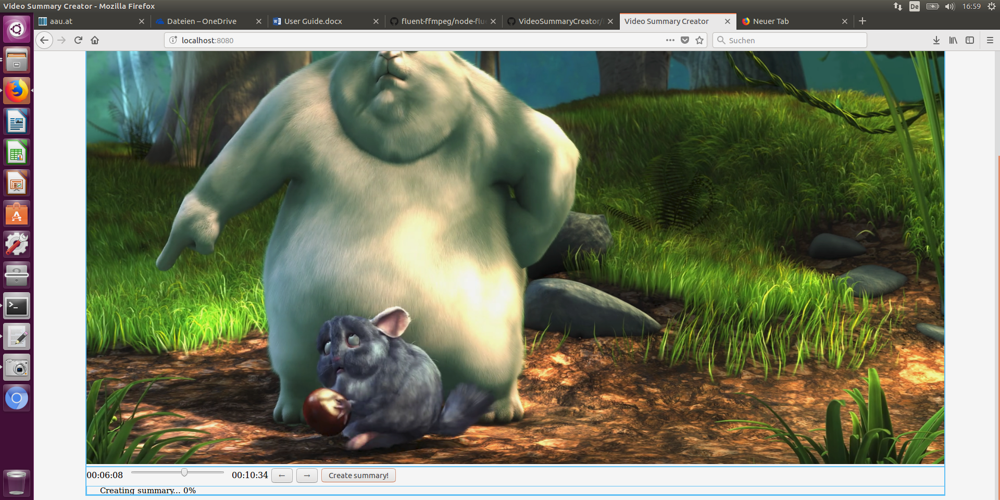 Video Summary Creator - Mozilla Firefox
De
16:59
aau.at
Dateien – OneDrive
User Guide.docx
fluent-ffmpeg/node-flue
VideoSummaryCreator/
Video Summary Creator
Neuer Tab
localhost:8080
Suchen
00:06:08
00:10:34
←
→
Create summary!
Creating summary... 0%